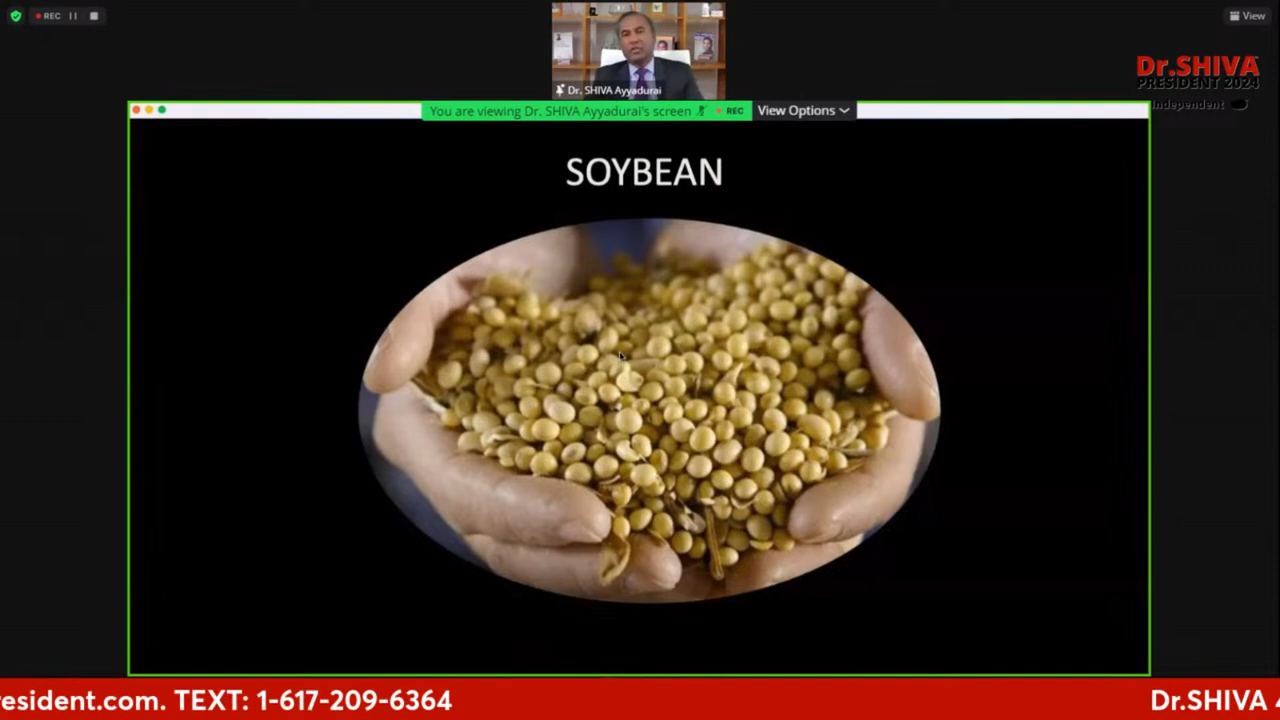 REC
View
Dr. SHIVA Ayyadurai
Dr.SHIVA
PRESIDENT 2024
Independent
You are viewing Dr. SHIVA Ayyadurai's screen
REC
View Options
SOYBEAN
resident.com. TEXT: 1-617-209-6364
Dr.SHIVA